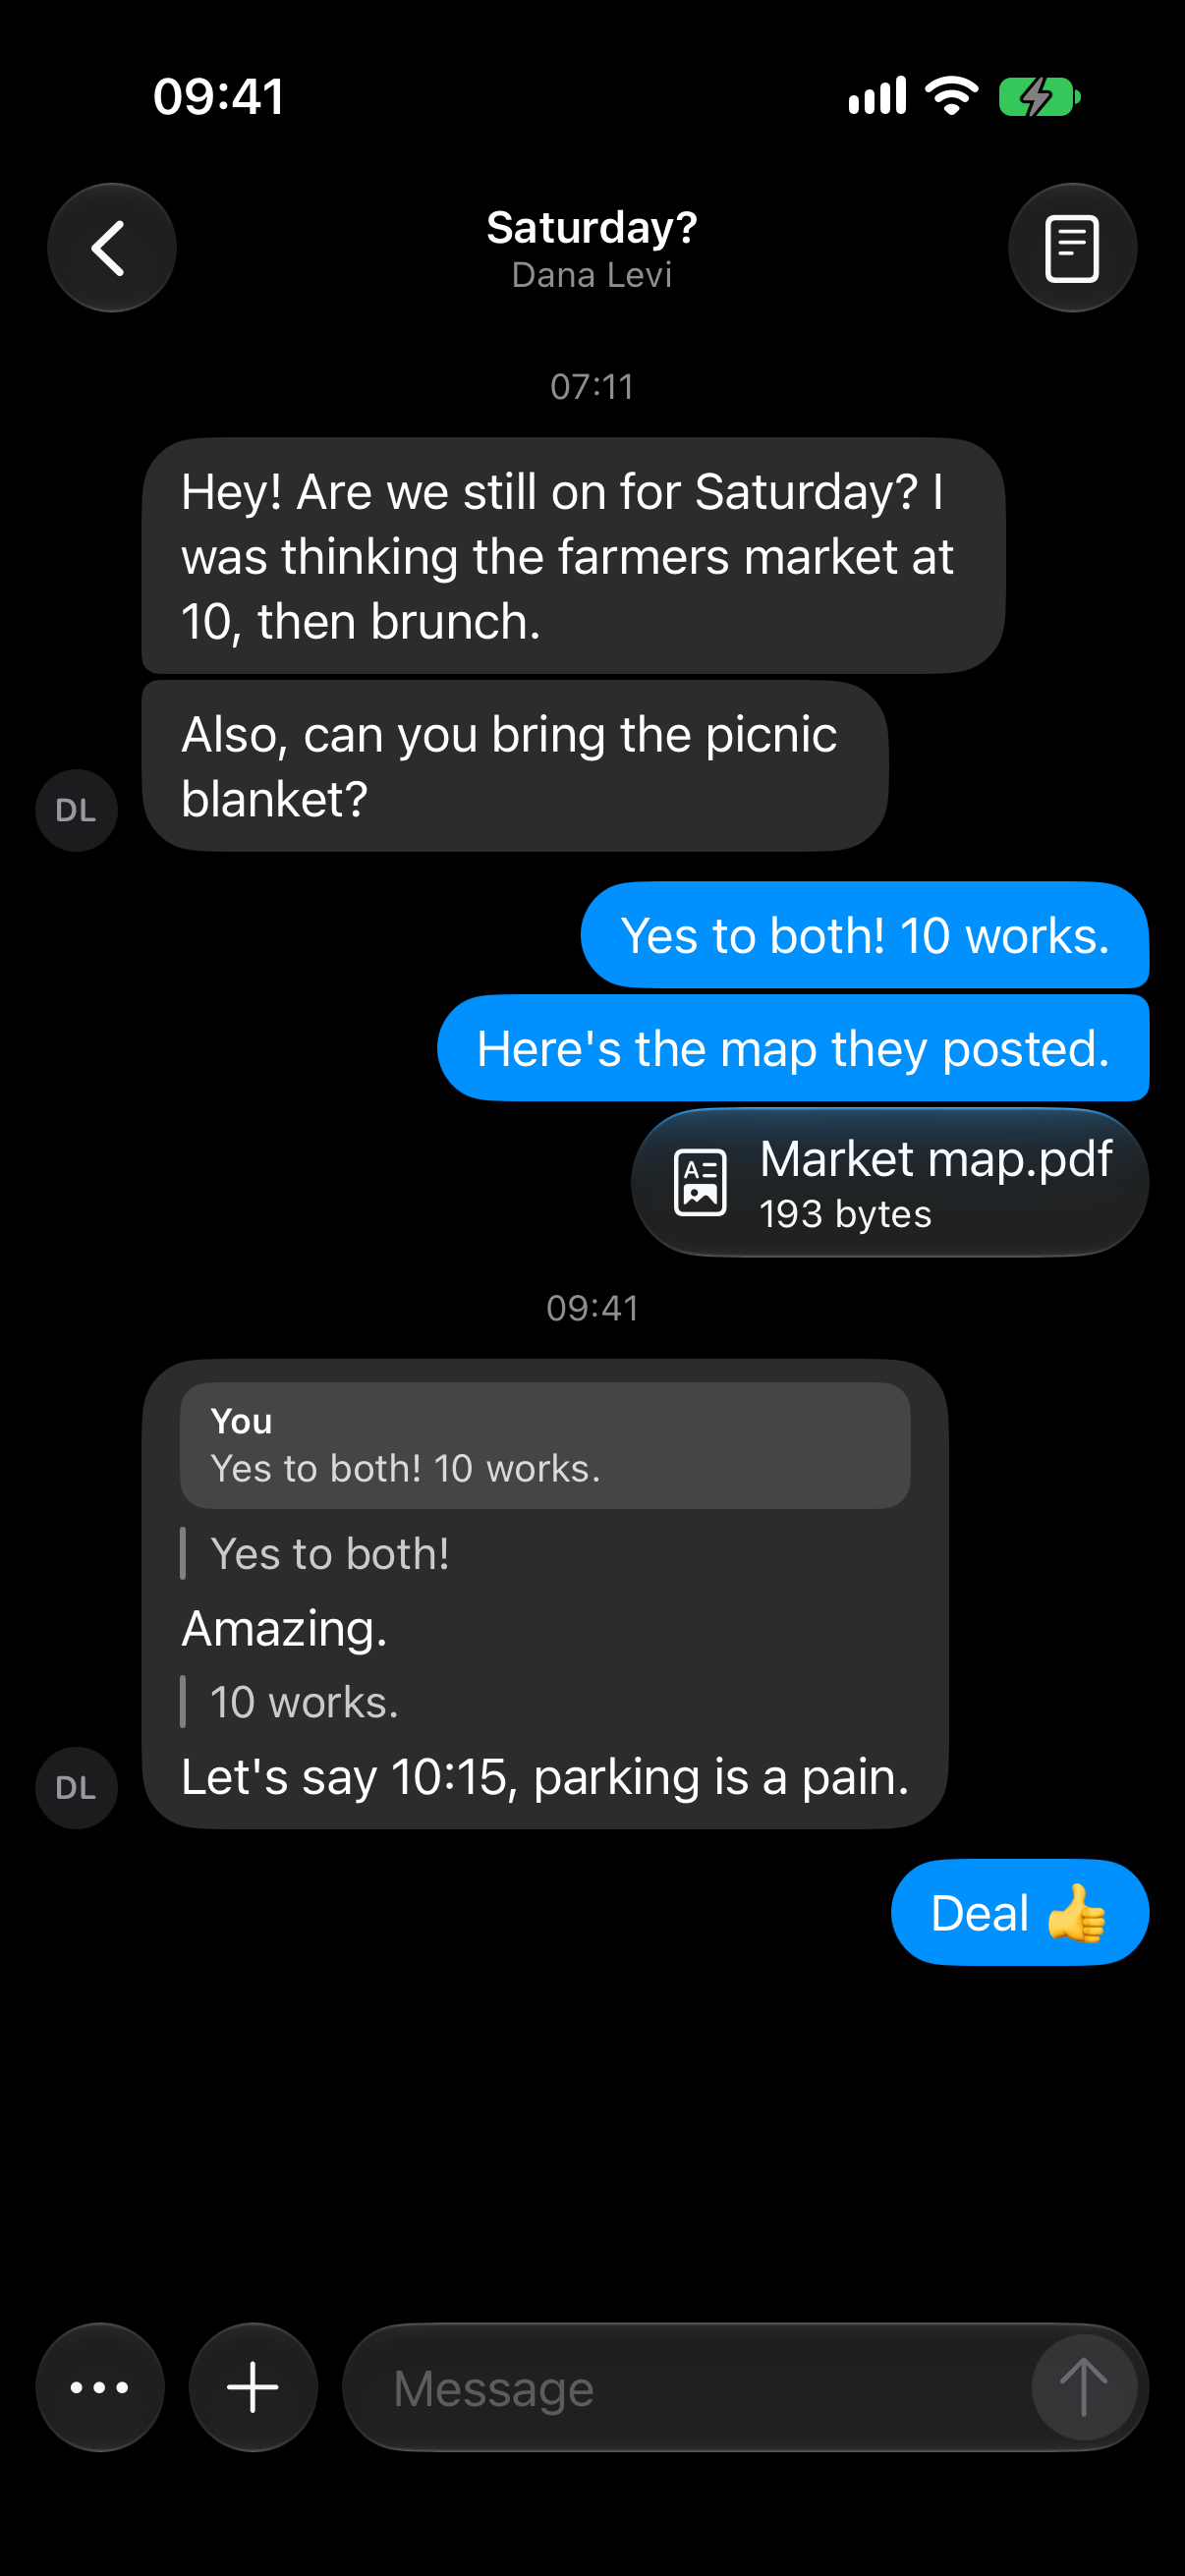 09:41
Saturday?
Dana Levi
07:11
Hey! Are we still on for Saturday? I
was thinking the farmers market at
10, then brunch.
Also, can you bring the picnic
blanket?
DL
Yes to both! 10 works.
Here's the map they posted.
Market map.pdf
193 bytes
09:41
You
Yes to both! 10 works.
Yes to both!
Amazing.
10 works.
Let's say 10:15, parking is a pain.
DL
Deal 👍
Message